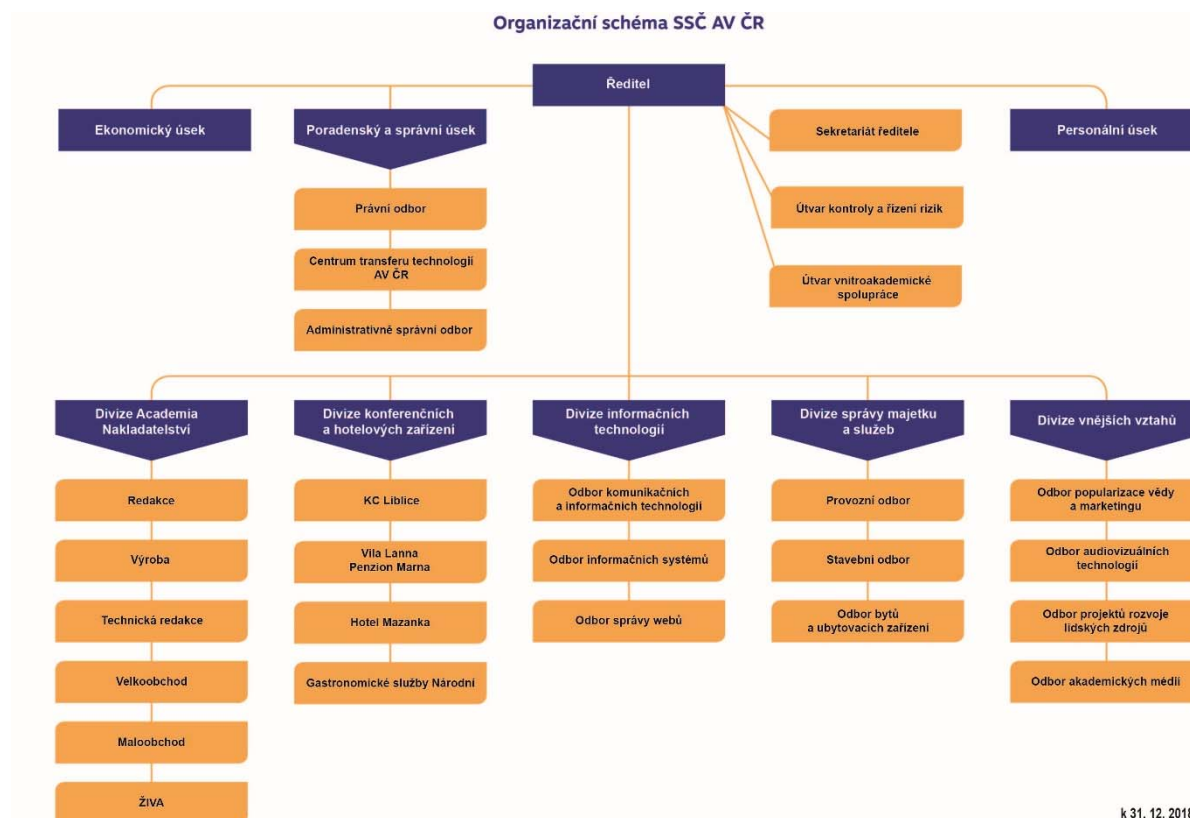 Organizační schéma SSČ AV ČR
Ředitel
Ekonomický úsek
Poradenský a správní úsek
Sekretariát ředitele
Personální úsek
Právní odbor
Útvar kontroly a řízení rizik
Centrum transferu technologií
AV ČR
Útvar vnitroakademické
spolupráce
Administrativně správní odbor
Divize Academia
Nakladatelství
Divize konferenčních
a hotelových zařízení
Divize informačních
technologií
Divize správy majetku
a služeb
Divize vnějších vztahů
Redakce
Výroba
Technická redakce
Velkoobchod
Maloobchod
ŽIVA
KC Liblice
Vila Lanna
Penzion Marna
Hotel Mazanka
Gastronomické služby Národní
Odbor komunikačních
a informačních technologií
Odbor informačních systémů
Odbor správy webů
Provozní odbor
Stavební odbor
Odbor bytů
a ubytovacích zařízení
Odbor popularizace vědy
a marketingu
Odbor audiovizuálních
technologií
Odbor projektů rozvoje
lidských zdrojů
Odbor akademických médií
k 31. 12. 2018